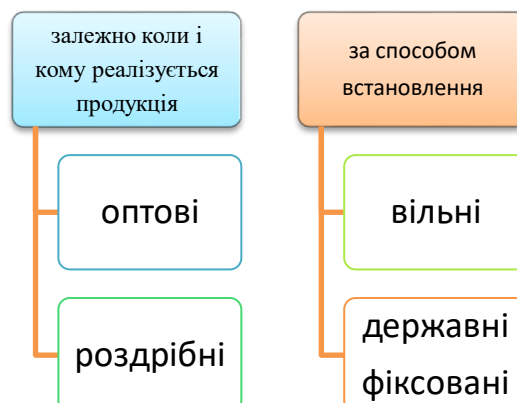 залежно коли і
кому реалізується
продукція
оптові
роздрібні
за способом
встановлення
вільні
державні
фіксовані